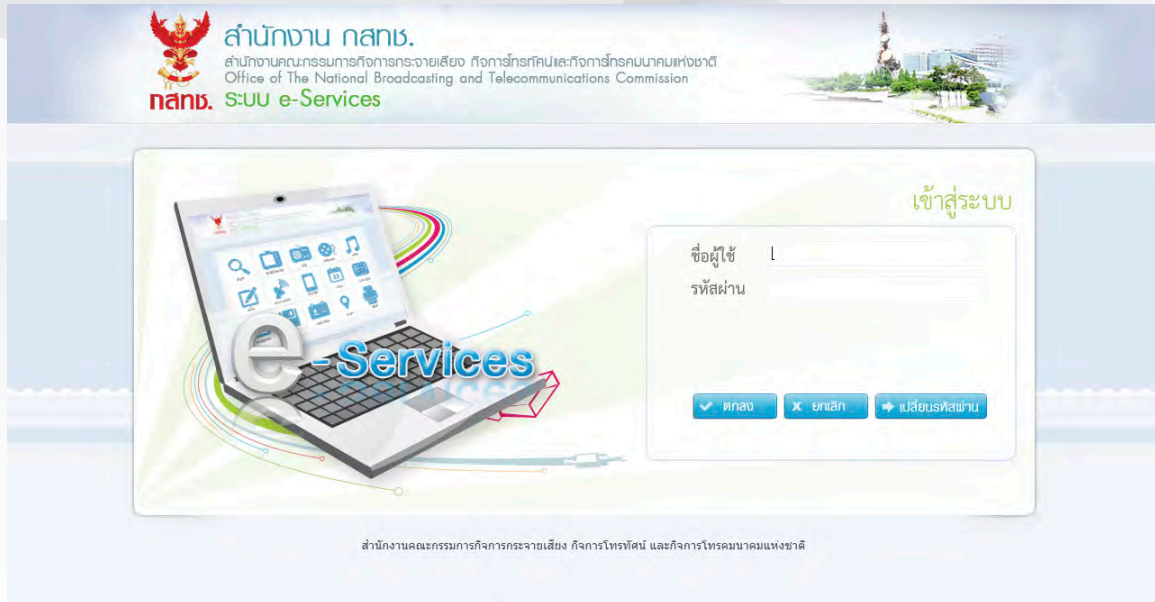 สำนักงาน กสทช.
สำนักงานคณะกรรมการกิจการกระจายเสียง กิจการโทรทัศน์และกิจการโทรคมนาคมแห่งชาติ
Office of The National Broadcasting and Telecommunications Commission
กสทช. ระบบ e-Services
เข้าสู่ระบบ
ชื่อผู้ใช้
รหัสผ่าน
e-Services
ตกลง ยกเลิก เปลี่ยนรหัสผ่าน
สำนักงานคณะกรรมการกิจการกระจายเสียง กิจการโทรทัศน์ และกิจการโทรคมนาคมแห่งชาติ